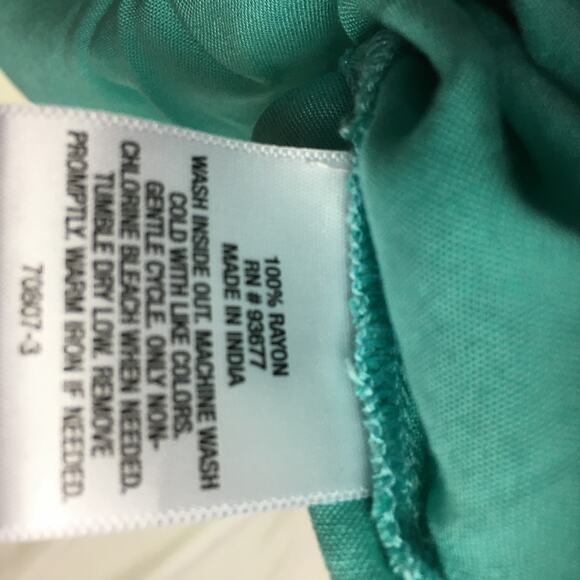 100% RAYON
RN # 93677
MADE IN INDIA
WASH INSIDE OUT. MACHINE WASH
COLD WITH LIKE COLORS.
GENTLE CYCLE. ONLY NON-
CHLORINE BLEACH WHEN NEEDED.
TUMBLE DRY LOW. REMOVE
PROMPTLY. WARM IRON IF NEEDED.
70807-3